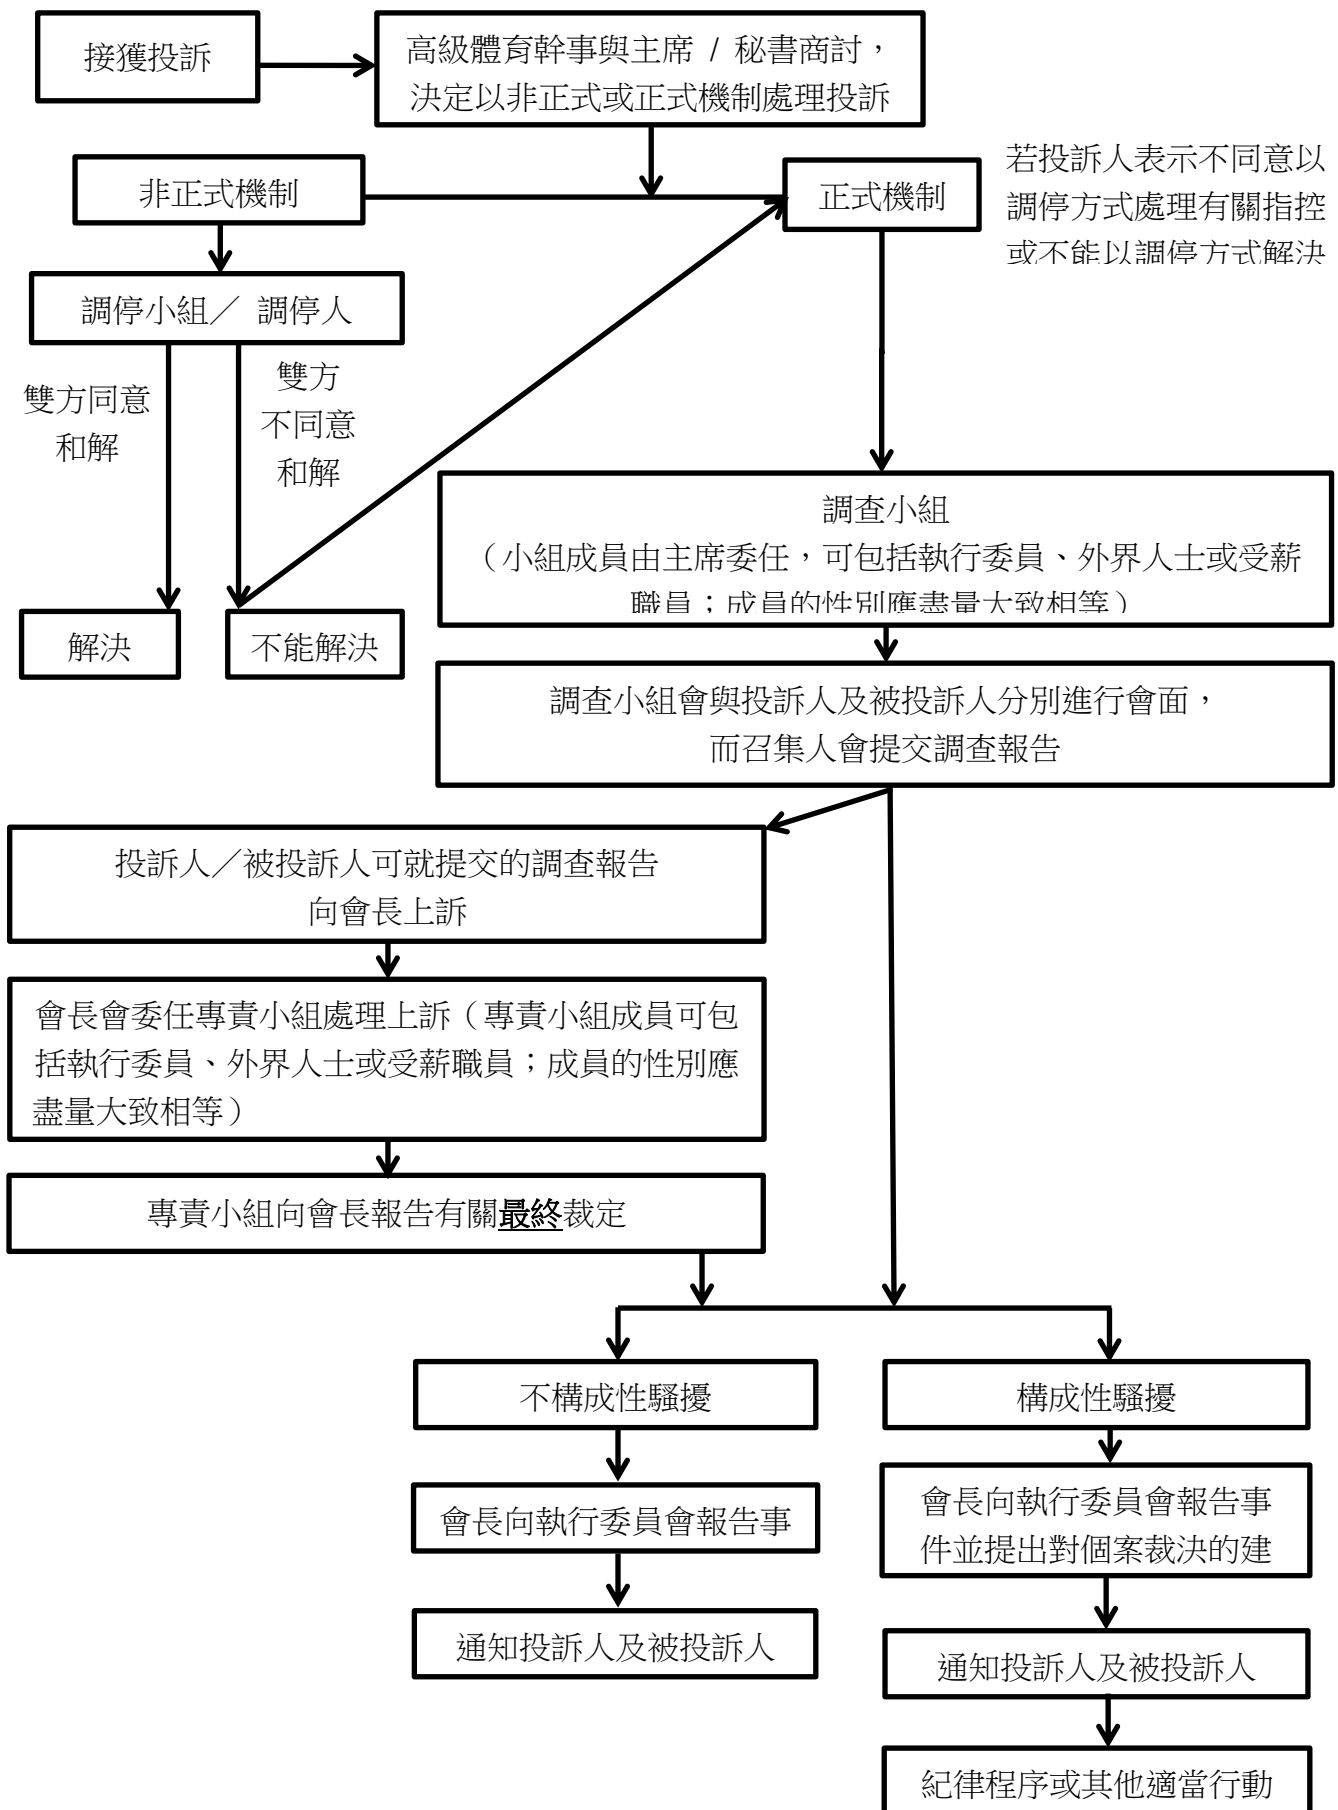 接獲投訴
高級體育幹事與主席 / 秘書商討，
決定以非正式或正式機制處理投訴
非正式機制
正式機制
若投訴人表示不同意以
調停方式處理有關指控
或不能以調停方式解決
調停小組／ 調停人
雙方同意
和解
雙方
不同意
和解
解決
不能解決
調查小組
（小組成員由主席委任，可包括執行委員、外界人士或受薪
職員；成員的性別應盡量大致相等）
調查小組會與投訴人及被投訴人分別進行會面，
而召集人會提交調查報告
投訴人／被投訴人可就提交的調查報告
向會長上訴
會長會委任專責小組處理上訴（專責小組成員可包
括執行委員、外界人士或受薪職員；成員的性別應
盡量大致相等）
專責小組向會長報告有關最終裁定
不構成性騷擾
構成性騷擾
會長向執行委員會報告事
會長向執行委員會報告事
件並提出對個案裁決的建
通知投訴人及被投訴人
通知投訴人及被投訴人
紀律程序或其他適當行動